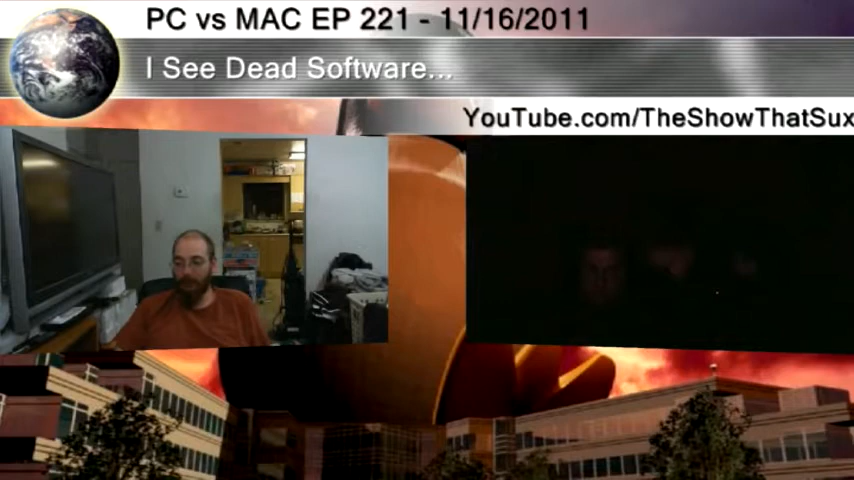 PC vs MAC EP 221 - 11/16/2011
I See Dead Software...
YouTube.com/TheShowThatSux